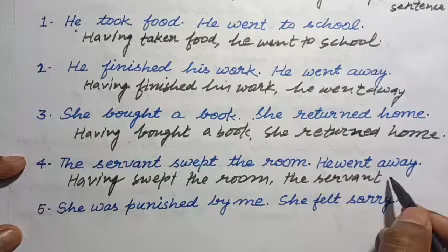 sentence
1. He took food. He went to school.
Having taken food, he went to school
2. He finished his work. He went away.
Having finished his work, he went away
3. She bought a book. She returned home.
Having bought a book, She returned home.
4. The servant swept the room. He went away.
Having swept the room, the servant
5. She was punished by me. She felt sorry